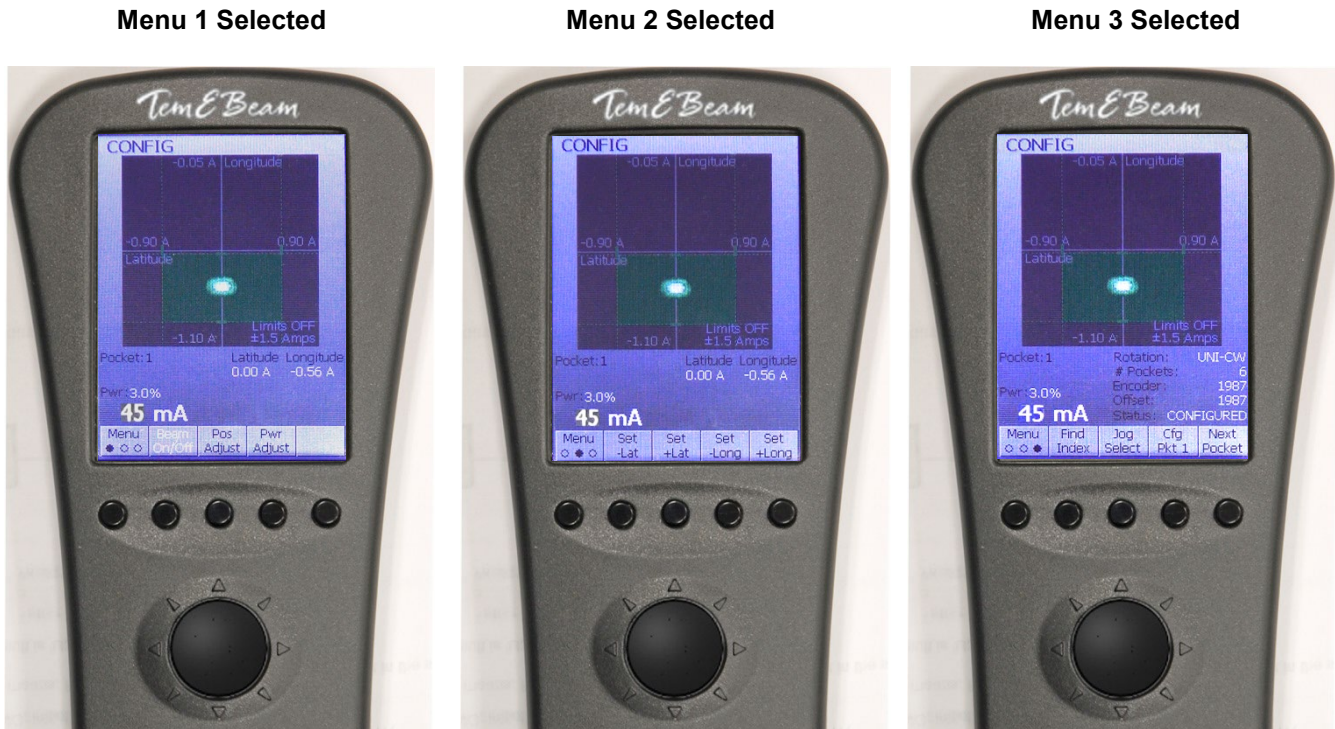 Menu 1 Selected
Menu 2 Selected
Menu 3 Selected
Tem E Beam
CONFIG
-0.05 A Longitude
-0.90 A 0.90 A
Latitude
Limits OFF
-1.10 A ±1.5 Amps
Pocket: 1 Latitude Longitude
0.00 A -0.56 A
Pwr: 3.0%
45 mA
Menu Beam Pos Pwr
On/Off Adjust Adjust
Tem E Beam
CONFIG
-0.05 A Longitude
-0.90 A 0.90 A
Latitude
Limits OFF
-1.10 A ±1.5 Amps
Pocket: 1 Latitude Longitude
0.00 A -0.56 A
Pwr: 3.0%
45 mA
Menu Set Set Set Set
-Lat +Lat -Long +Long
Tem E Beam
CONFIG
-0.05 A Longitude
-0.90 A 0.90 A
Latitude
Limits OFF
-1.10 A ±1.5 Amps
Pocket: 1 Rotation: UNI-CW
# Pockets: 6
Pwr: 3.0% Encoder: 1987
45 mA Offset: 1987
Status: CONFIGURED
Menu Find Jog Cfg Next
Index Select Pkt 1 Pocket